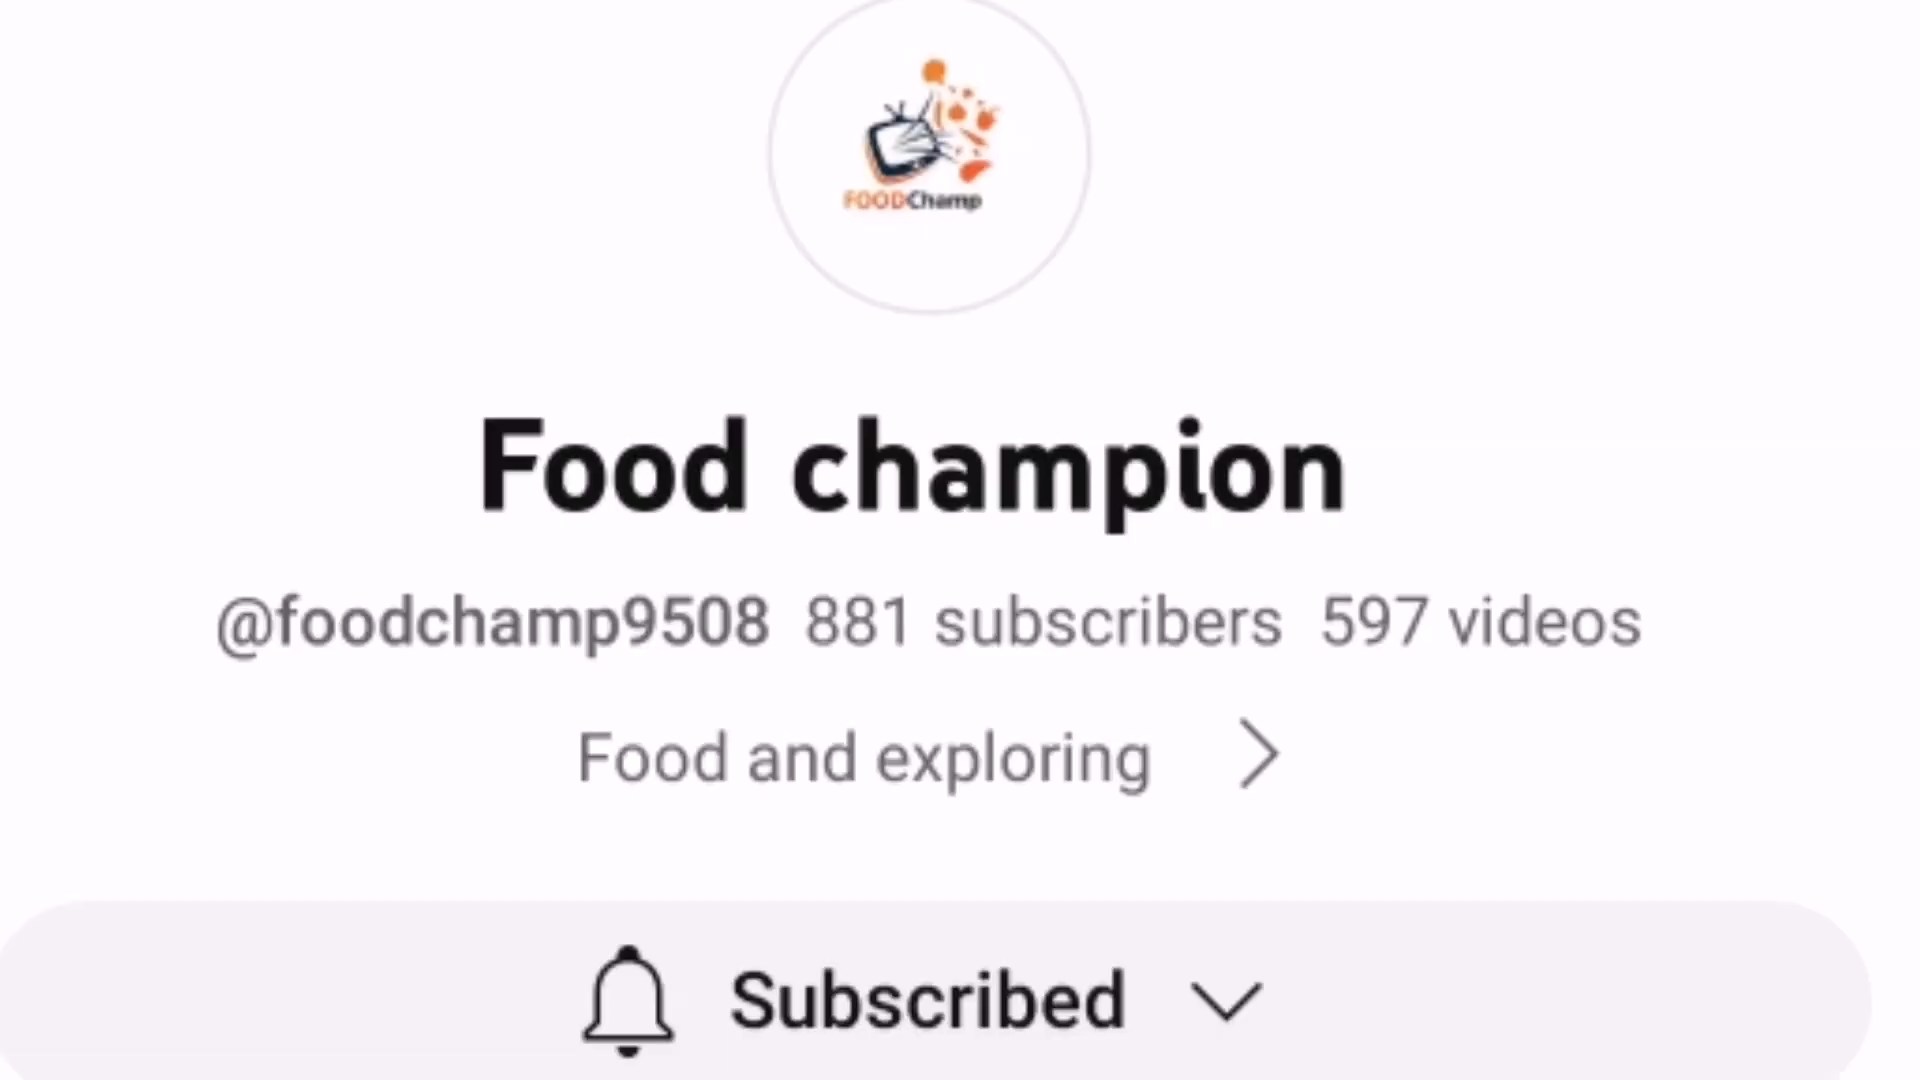 FOODChamp
Food champion
@foodchamp9508 881 subscribers 597 videos
Food and exploring
Subscribed